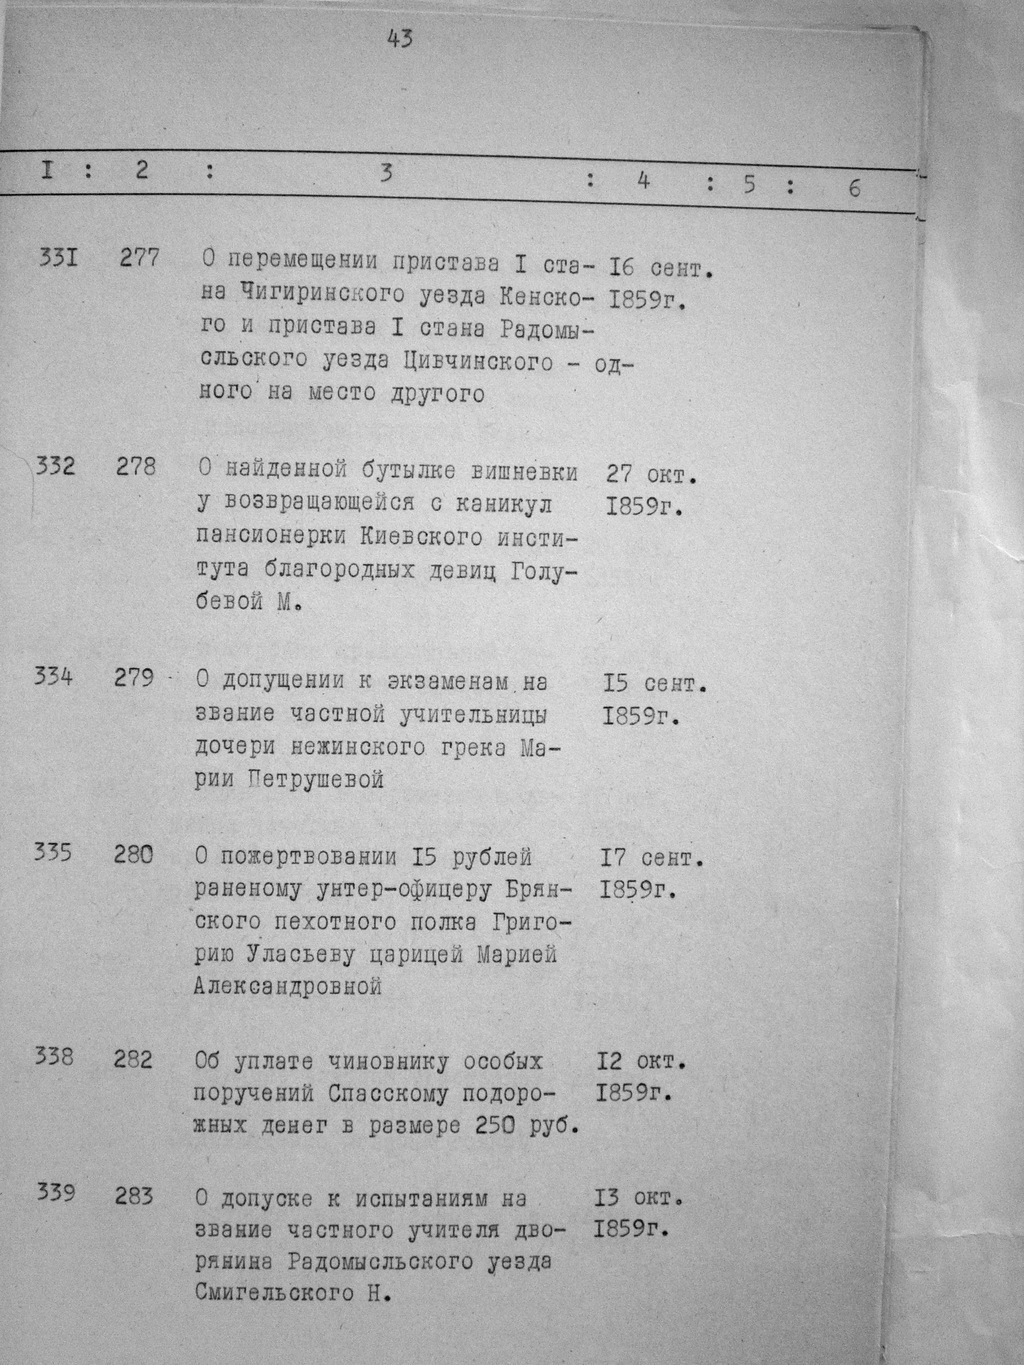 43
I : 2 : 3 : 4 : 5 : 6
33I 277 О перемещении пристава I ста- I6 сент.
на Чигиринского уезда Кенско- I859г.
го и пристава I стана Радомы-
сльского уезда Цивчинского - од-
ного на место другого
332 278 О найденной бутылке вишневки 27 окт.
у возвращающейся с каникул I859г.
пансионерки Киевского инсти-
тута благородных девиц Голу-
бевой М.
334 279 О допущении к экзаменам на I5 сент.
звание частной учительницы I859г.
дочери нежинского грека Ма-
рии Петрушевой
335 280 О пожертвовании I5 рублей I7 сент.
раненому унтер-офицеру Брян- I859г.
ского пехотного полка Григо-
рию Уласьеву царицей Марией
Александровной
338 282 Об уплате чиновнику особых I2 окт.
поручений Спасскому подоро- I859г.
жных денег в размере 250 руб.
339 283 О допуске к испытаниям на I3 окт.
звание частного учителя дво- I859г.
рянина Радомысльского уезда
Смигельского Н.